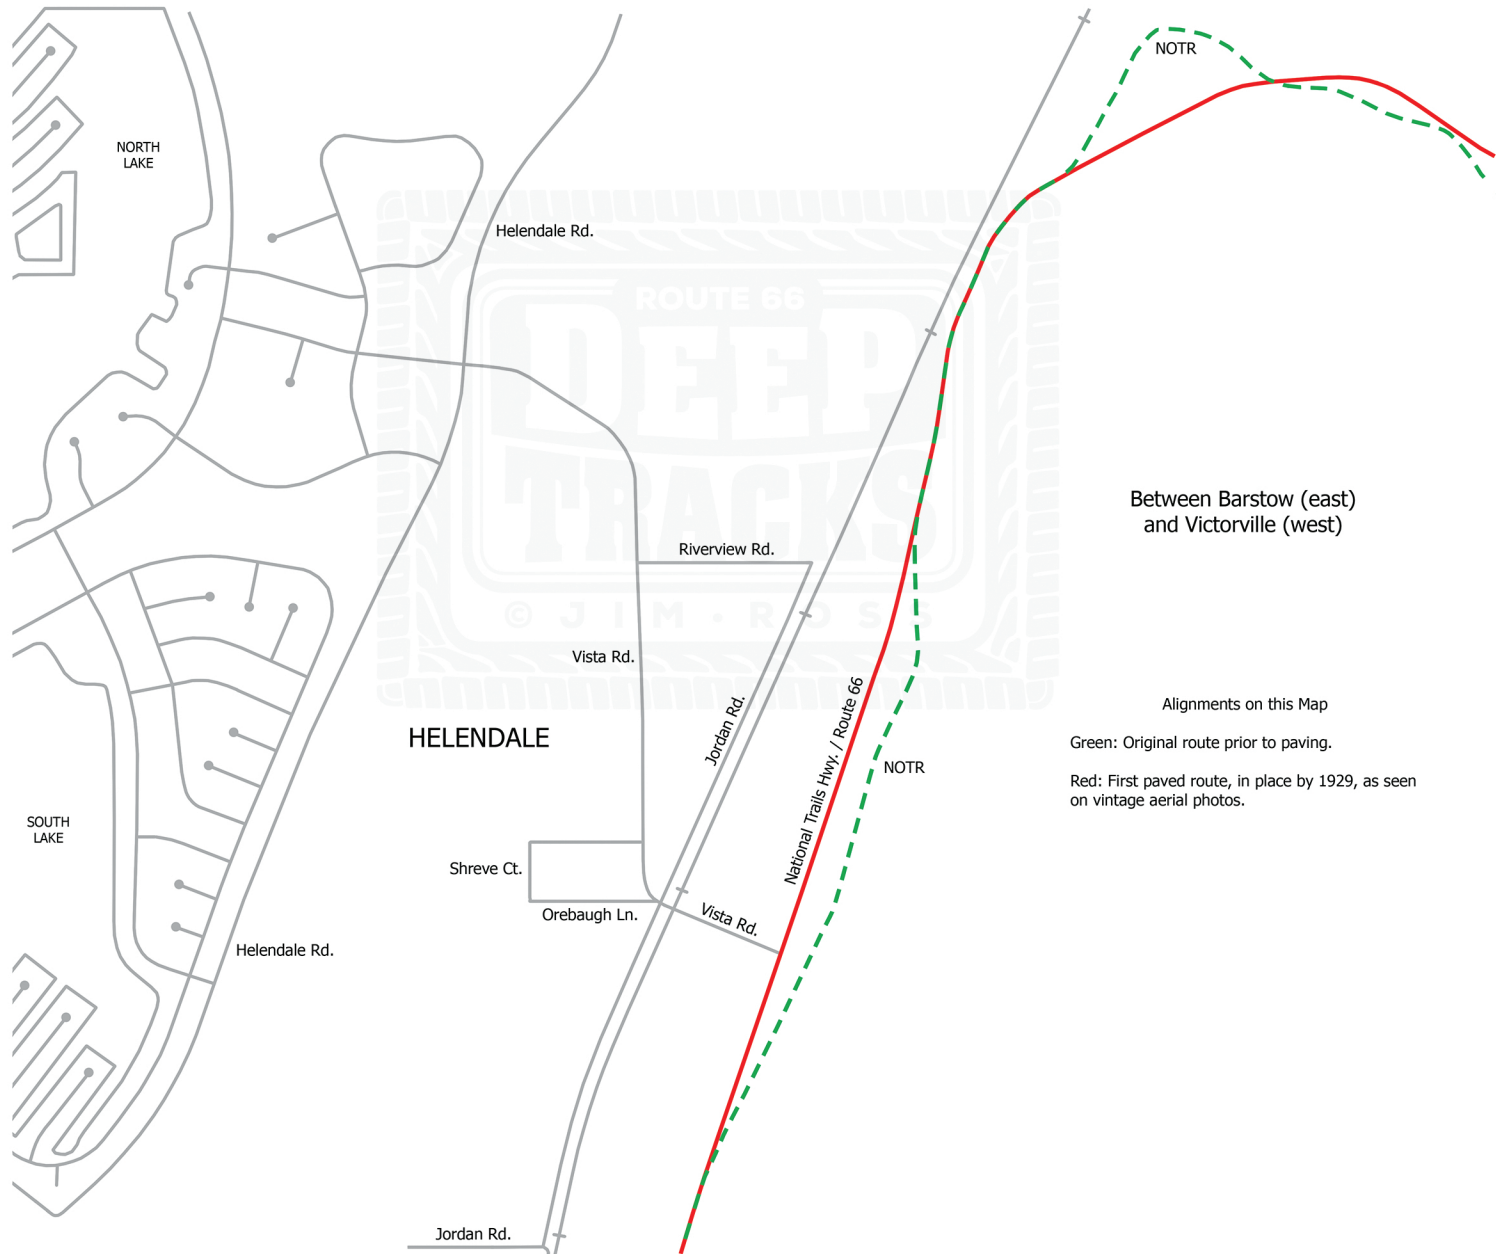 NOTR
NORTH
LAKE
Helendale Rd.
ROUTE 66
DEEP
TRACKS
© JIM • ROSS
Between Barstow (east)
and Victorville (west)
Riverview Rd.
Vista Rd.
Jordan Rd.
National Trails Hwy. / Route 66
HELENDALE
NOTR
Alignments on this Map
Green: Original route prior to paving.
Red: First paved route, in place by 1929, as seen
on vintage aerial photos.
SOUTH
LAKE
Shreve Ct.
Orebaugh Ln.
Vista Rd.
Helendale Rd.
Jordan Rd.